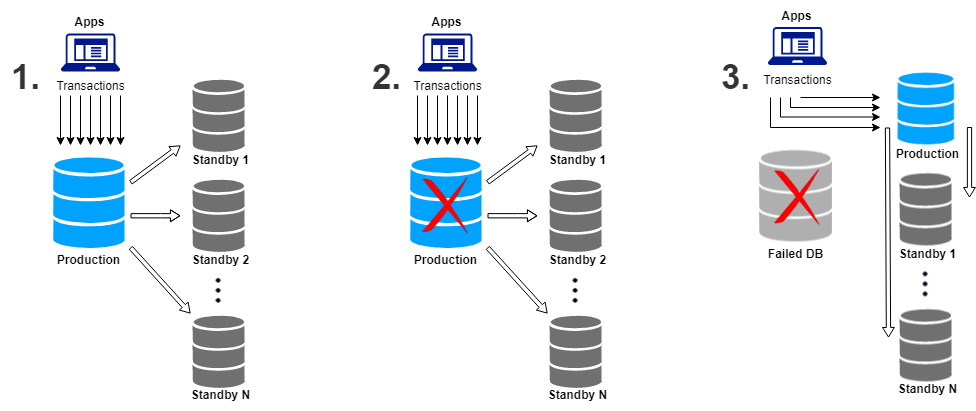 1.
Apps
Transactions
Production
Standby 1
Standby 2
Standby N
2.
Apps
Transactions
Production
Standby 1
Standby 2
Standby N
3.
Apps
Transactions
Production
Failed DB
Standby 1
Standby N